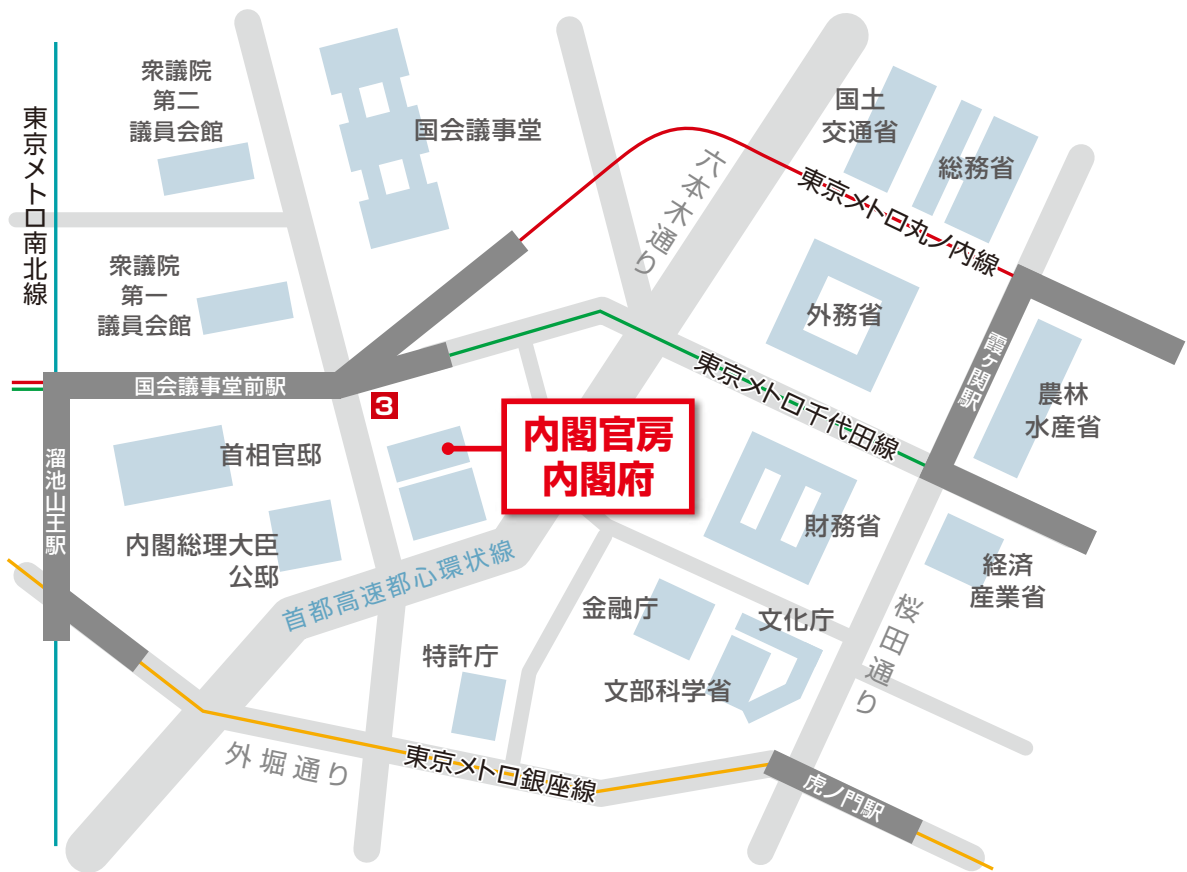 衆議院
第二
議員会館
国会議事堂
国土
交通省
総務省
東京メトロ南北線
六本木通り
東京メトロ丸ノ内線
衆議院
第一
議員会館
外務省
霞ヶ関駅
東京メトロ千代田線
農林
水産省
国会議事堂前駅
3
内閣官房
内閣府
首相官邸
溜池山王駅
財務省
内閣総理大臣
公邸
首都高速都心環状線
経済
産業省
金融庁
文化庁
桜田通り
特許庁
文部科学省
外堀通り
東京メトロ銀座線
虎ノ門駅